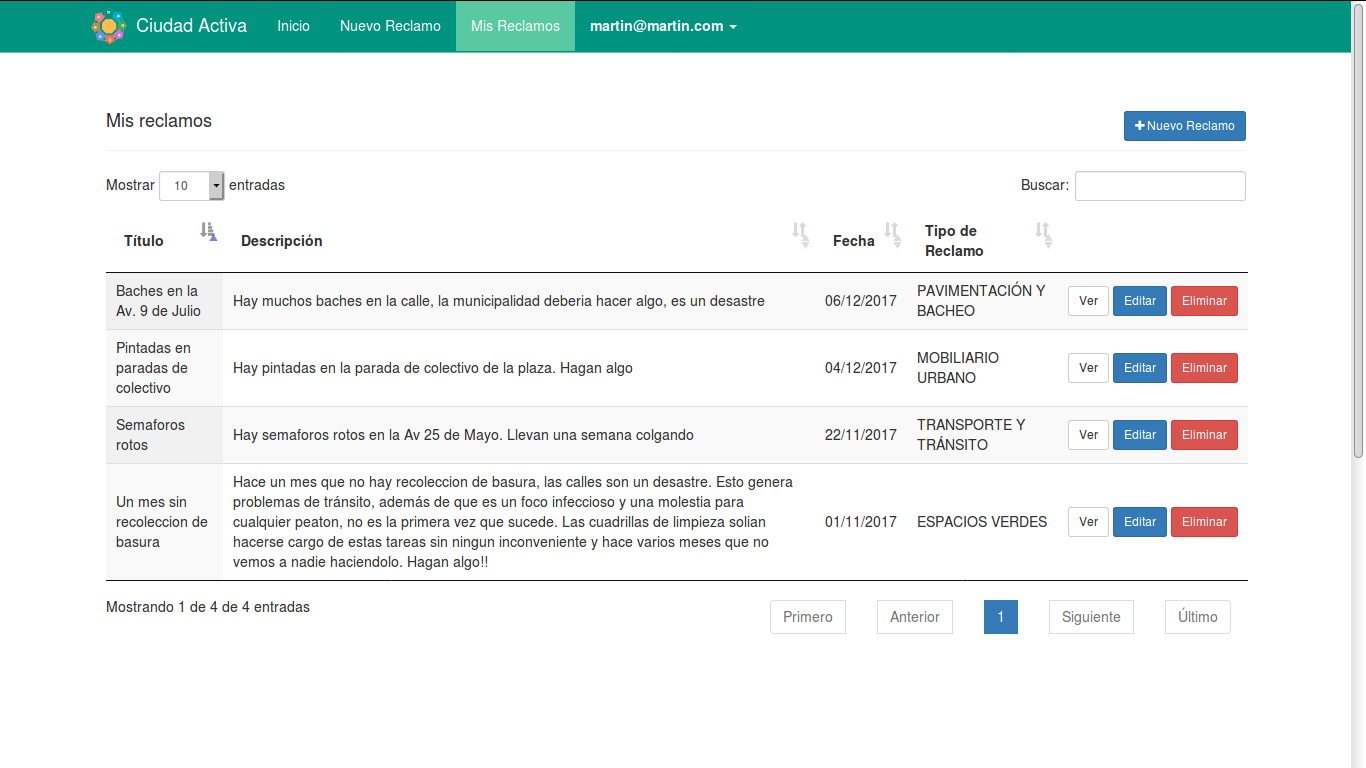 Ciudad Activa Inicio Nuevo Reclamo Mis Reclamos martin@martin.com
Mis reclamos
Nuevo Reclamo
Mostrar 10 entradas
Buscar:
Título Descripción Fecha Tipo de
Reclamo
Baches en la
Av. 9 de Julio
Hay muchos baches en la calle, la municipalidad deberia hacer algo, es un desastre
06/12/2017
PAVIMENTACIÓN Y
BACHEO
Ver Editar Eliminar
Pintadas en
paradas de
colectivo
Hay pintadas en la parada de colectivo de la plaza. Hagan algo
04/12/2017
MOBILIARIO
URBANO
Ver Editar Eliminar
Semaforos
rotos
Hay semaforos rotos en la Av 25 de Mayo. Llevan una semana colgando
22/11/2017
TRANSPORTE Y
TRÁNSITO
Ver Editar Eliminar
Un mes sin
recoleccion de
basura
Hace un mes que no hay recoleccion de basura, las calles son un desastre. Esto genera
problemas de tránsito, además de que es un foco infeccioso y una molestia para
cualquier peaton, no es la primera vez que sucede. Las cuadrillas de limpieza solian
hacerse cargo de estas tareas sin ningun inconveniente y hace varios meses que no
vemos a nadie haciendolo. Hagan algo!!
01/11/2017
ESPACIOS VERDES
Ver Editar Eliminar
Mostrando 1 de 4 de 4 entradas
Primero Anterior 1 Siguiente Último